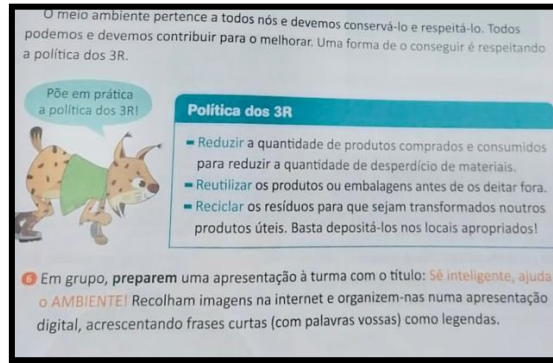 O meio ambiente pertence a todos nós e devemos conservá-lo e respeitá-lo. Todos
podemos e devemos contribuir para o melhorar. Uma forma de o conseguir é respeitando
a política dos 3R.
Põe em prática
a política dos 3R!
Política dos 3R
Reduzir a quantidade de produtos comprados e consumidos
para reduzir a quantidade de desperdício de materiais.
Reutilizar os produtos ou embalagens antes de os deitar fora.
Reciclar os resíduos para que sejam transformados noutros
produtos úteis. Basta depositá-los nos locais apropriados!
6 Em grupo, preparem uma apresentação à turma com o título: Sê inteligente, ajuda
o AMBIENTE! Recolham imagens na internet e organizem-nas numa apresentação
digital, acrescentando frases curtas (com palavras vossas) como legendas.